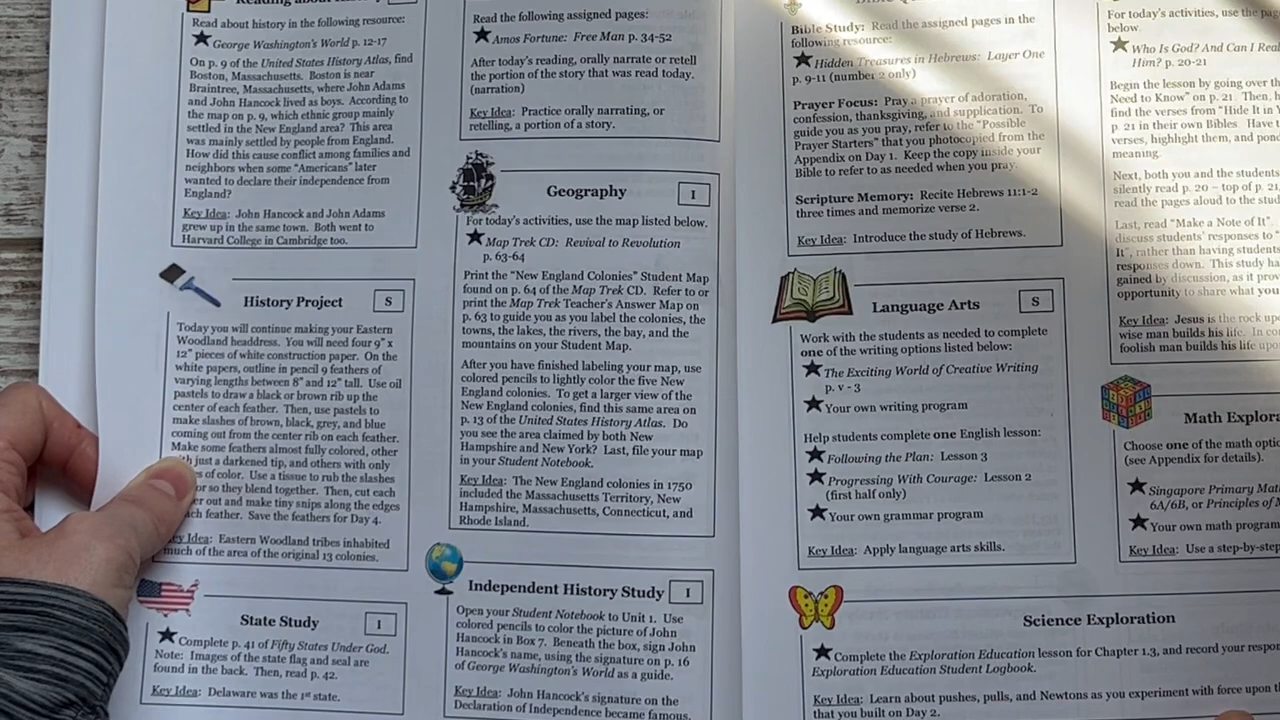 Reading about
Read about history in the following resource:
George Washington's World p. 12-17
On p. 9 of the United States History Atlas, find
Boston, Massachusetts. Boston is near
Braintree, Massachusetts, where John Adams
and John Hancock lived as boys. According to
the map on p. 9, which ethnic group mainly
settled in the New England area? This area
was mainly settled by people from England.
How did this cause conflict among families and
neighbors when some "Americans" later
wanted to declare their independence from
England?
Key Idea: John Hancock and John Adams
grew up in the same town. Both went to
Harvard College in Cambridge too.
History Project S
Today you will continue making your Eastern
Woodland headdress. You will need four 9" x
12" pieces of white construction paper. On the
white papers, outline in pencil 9 feathers of
varying lengths between 8" and 12" tall. Use oil
pastels to draw a black or brown rib up the
center of each feather. Then, use pastels to
make slashes of brown, black, grey, and blue
coming out from the center rib on each feather.
Make some feathers almost fully colored, other
just a darkened tip, and others with only
of color. Use a tissue to rub the slashes
or so they blend together. Then, cut each
out and make tiny snips along the edges
feather. Save the feathers for Day 4.
Idea: Eastern Woodland tribes inhabited
much of the area of the original 13 colonies.
State Study I
Complete p. 41 of Fifty States Under God.
Note: Images of the state flag and seal are
found in the back. Then, read p. 42.
Key Idea: Delaware was the 1st state.
Read the following assigned pages:
Amos Fortune: Free Man p. 34-52
After today's reading, orally narrate or retell
the portion of the story that was read today.
(narration)
Key Idea: Practice orally narrating, or
retelling, a portion of a story.
Geography I
For today's activities, use the map listed below.
Map Trek CD: Revival to Revolution
p. 63-64
Print the "New England Colonies" Student Map
found on p. 64 of the Map Trek CD. Refer to or
print the Map Trek Teacher's Answer Map on
p. 63 to guide you as you label the colonies, the
towns, the lakes, the rivers, the bay, and the
mountains on your Student Map.
After you have finished labeling your map, use
colored pencils to lightly color the five New
England colonies. To get a larger view of the
New England colonies, find this same area on
p. 13 of the United States History Atlas. Do
you see the area claimed by both New
Hampshire and New York? Last, file your map
in your Student Notebook.
Key Idea: The New England colonies in 1750
included the Massachusetts Territory, New
Hampshire, Massachusetts, Connecticut, and
Rhode Island.
Independent History Study I
Open your Student Notebook to Unit 1. Use
colored pencils to color the picture of John
Hancock in Box 7. Beneath the box, sign John
Hancock's name, using the signature on p. 16
of George Washington's World as a guide.
Key Idea: John Hancock's signature on the
Declaration of Independence became famous.
Bible
Bible Study: Read the assigned pages in the
following resource:
Hidden Treasures in Hebrews: Layer One
p. 9-11 (number 2 only)
Prayer Focus: Pray a prayer of adoration,
confession, thanksgiving, and supplication. To
guide you as you pray, refer to the "Possible
Prayer Starters" that you photocopied from the
Appendix on Day 1. Keep the copy inside your
Bible to refer to as needed when you pray.
Scripture Memory: Recite Hebrews 11:1-2
three times and memorize verse 2.
Key Idea: Introduce the study of Hebrews.
Language Arts S
Work with the students as needed to complete
one of the writing options listed below:
The Exciting World of Creative Writing
p. v - 3
Your own writing program
Help students complete one English lesson:
Following the Plan: Lesson 3
Progressing With Courage: Lesson 2
(first half only)
Your own grammar program
Key Idea: Apply language arts skills.
Science Exploration
Complete the Exploration Education lesson for Chapter 1.3, and record your
Exploration Education Student Logbook.
Key Idea: Learn about pushes, pulls, and Newtons as you experiment with force upon
that you built on Day 2.
For today's activities, use the
below.
Who Is God? And Can I
Him? p. 20-21
Begin the lesson by going over
Need to Know" on p. 21. Then,
find the verses from "Hide It in
p. 21 in their own Bibles. Have
verses, highlight them, and
meaning.
Next, both you and the students
silently read p. 20 – top of p. 21
read the pages aloud to the
Last, read "Make a Note of It".
discuss students' responses to
It", rather than having students
responses down. This study
gained by discussion, as it
opportunity to share what you
Key Idea: Jesus is the rock
wise man builds his life. In
foolish man builds his life
Math
Choose one of the math
(see Appendix for details).
Singapore Primary
6A/6B, or Principles of
Your own math program
Key Idea: Use a